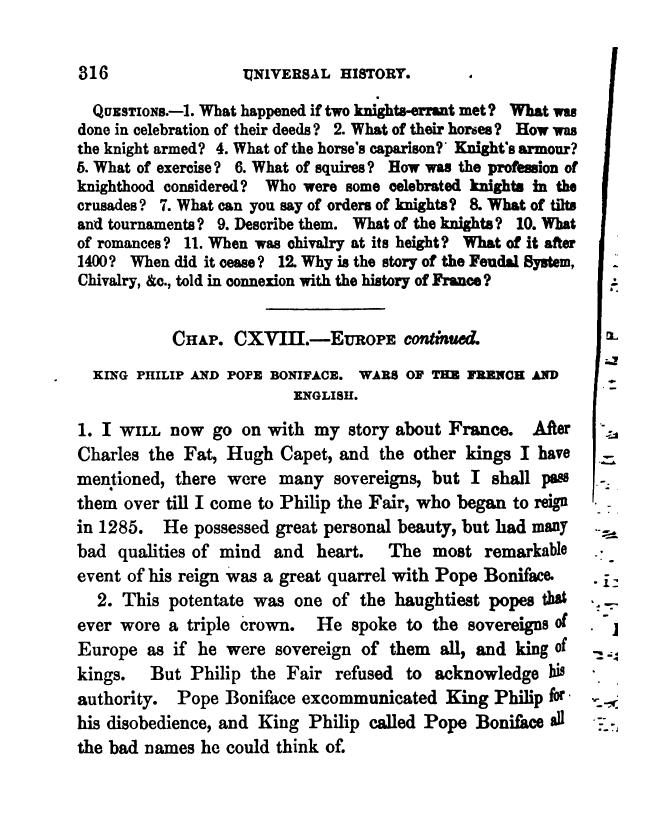 316 UNIVERSAL HISTORY.
QUESTIONS.—1. What happened if two knights-errant met? What was
done in celebration of their deeds? 2. What of their horses? How was
the knight armed? 4. What of the horse's caparison? Knight's armour?
5. What of exercise? 6. What of squires? How was the profession of
knighthood considered? Who were some celebrated knights in the
crusades? 7. What can you say of orders of knights? 8. What of tilts
and tournaments? 9. Describe them. What of the knights? 10. What
of romances? 11. When was chivalry at its height? What of it after
1400? When did it cease? 12. Why is the story of the Feudal System,
Chivalry, &c., told in connexion with the history of France?
CHAP. CXVIII.—EUROPE continued.
KING PHILIP AND POPE BONIFACE. WARS OF THE FRENCH AND
ENGLISH.
1. I WILL now go on with my story about France. After
Charles the Fat, Hugh Capet, and the other kings I have
mentioned, there were many sovereigns, but I shall pass
them over till I come to Philip the Fair, who began to reign
in 1285. He possessed great personal beauty, but had many
bad qualities of mind and heart. The most remarkable
event of his reign was a great quarrel with Pope Boniface.
2. This potentate was one of the haughtiest popes that
ever wore a triple crown. He spoke to the sovereigns of
Europe as if he were sovereign of them all, and king of
kings. But Philip the Fair refused to acknowledge his
authority. Pope Boniface excommunicated King Philip for
his disobedience, and King Philip called Pope Boniface all
the bad names he could think of.